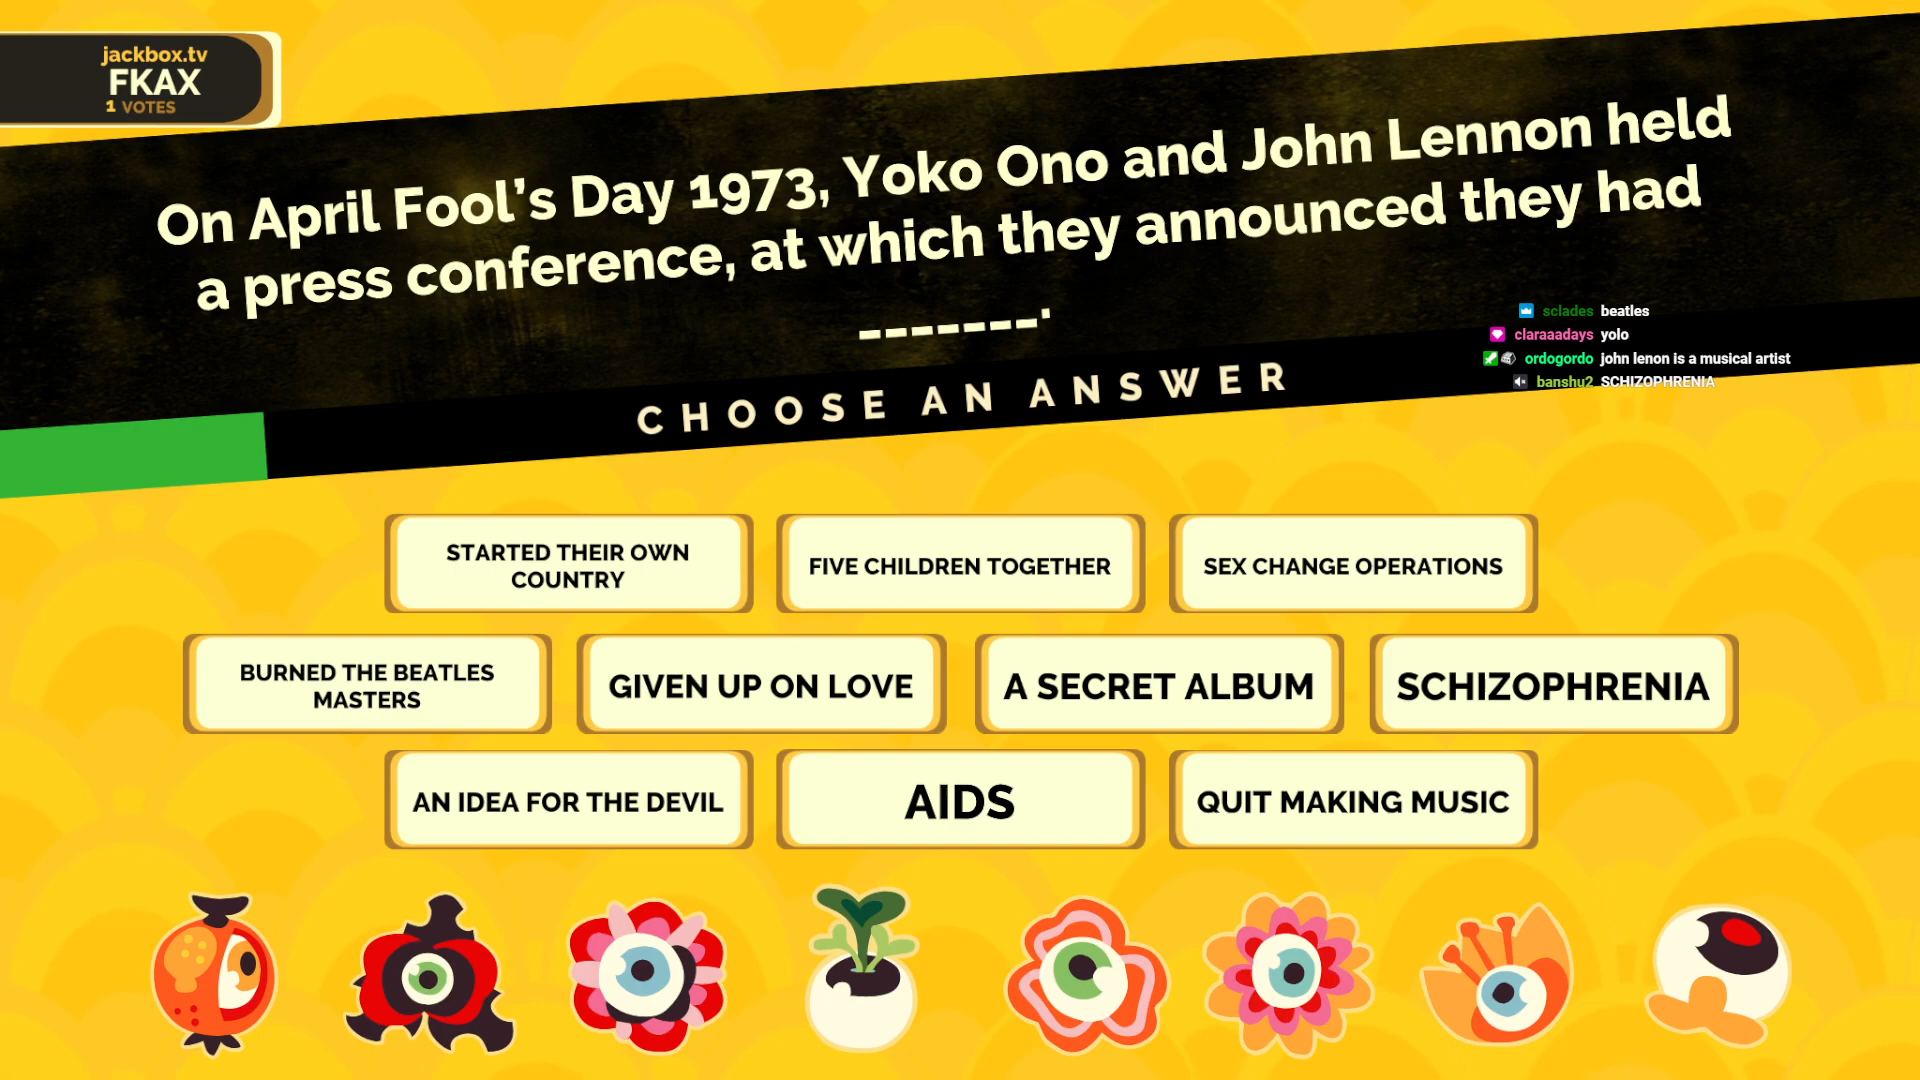 jackbox.tv
FKAX
1 VOTES
On April Fool's Day 1973, Yoko Ono and John Lennon held
a press conference, at which they announced they had
_______.
sclades beatles
claraaadays yolo
ordogordo john lenon is a musical artist
banshu2 SCHIZOPHRENIA
CHOOSE AN ANSWER
STARTED THEIR OWN
COUNTRY
FIVE CHILDREN TOGETHER
SEX CHANGE OPERATIONS
BURNED THE BEATLES
MASTERS
GIVEN UP ON LOVE
A SECRET ALBUM
SCHIZOPHRENIA
AN IDEA FOR THE DEVIL
AIDS
QUIT MAKING MUSIC